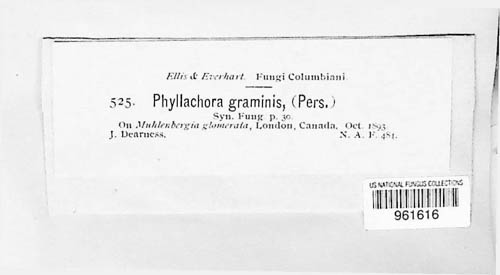 Ellis & Everhart. Fungi Columbiani.
525. Phyllachora graminis, (Pers.)
Syn. Fung p. 30.
On Muhlenbergia glomerata, London, Canada, Oct. 1893
J. Dearness. N. A. F. 484.
US NATIONAL FUNGUS COLLECTIONS
961616